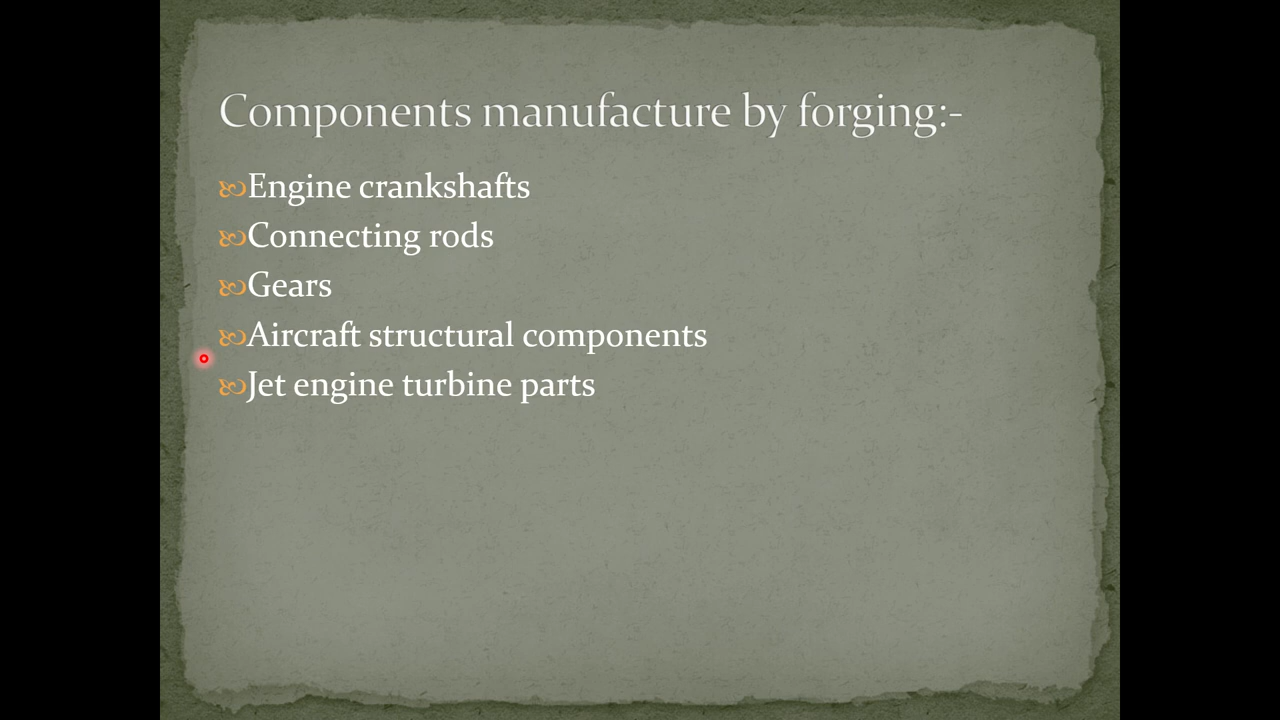 Components manufacture by forging:-
Engine crankshafts
Connecting rods
Gears
Aircraft structural components
Jet engine turbine parts